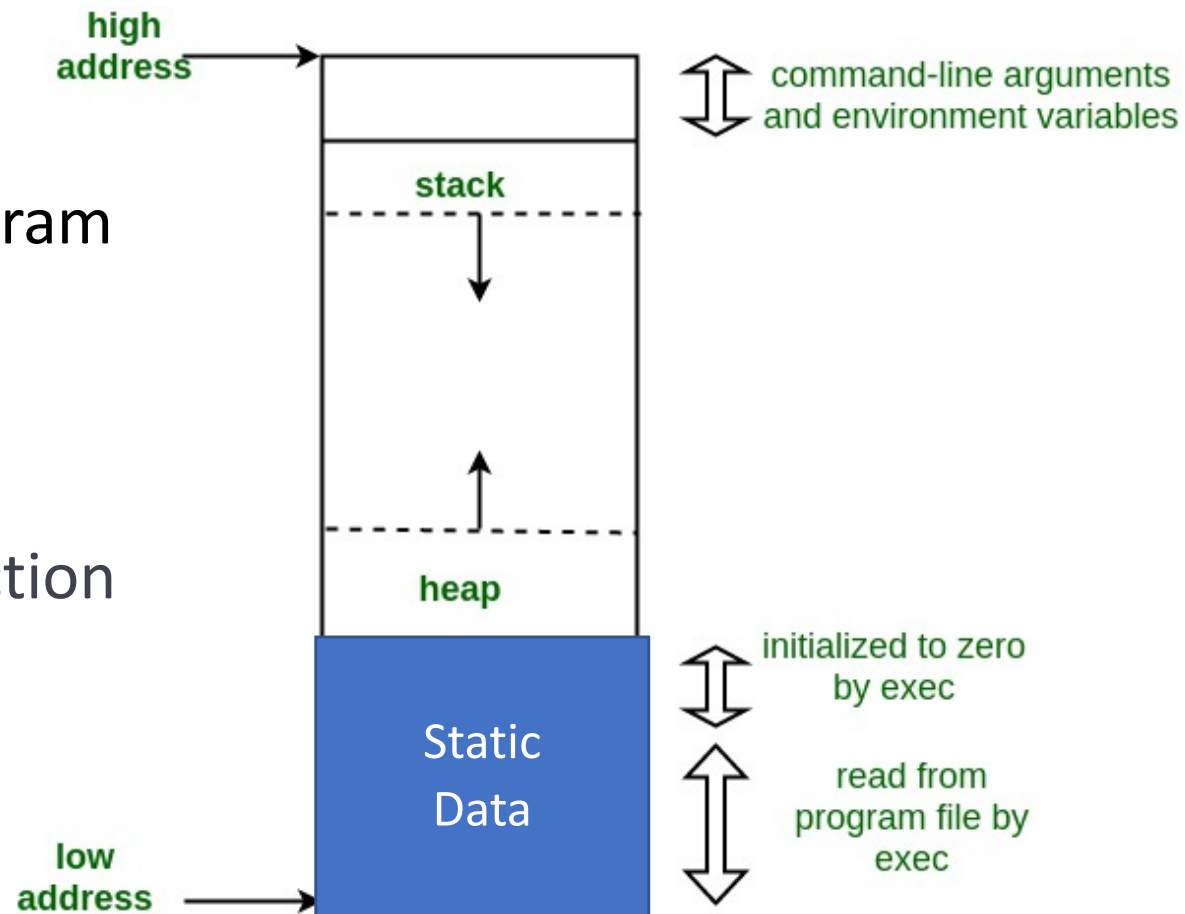 high
address
command-line arguments
and environment variables
stack
ram
ction
heap
initialized to zero
by exec
Static
Data
read from
program file by
exec
low
address